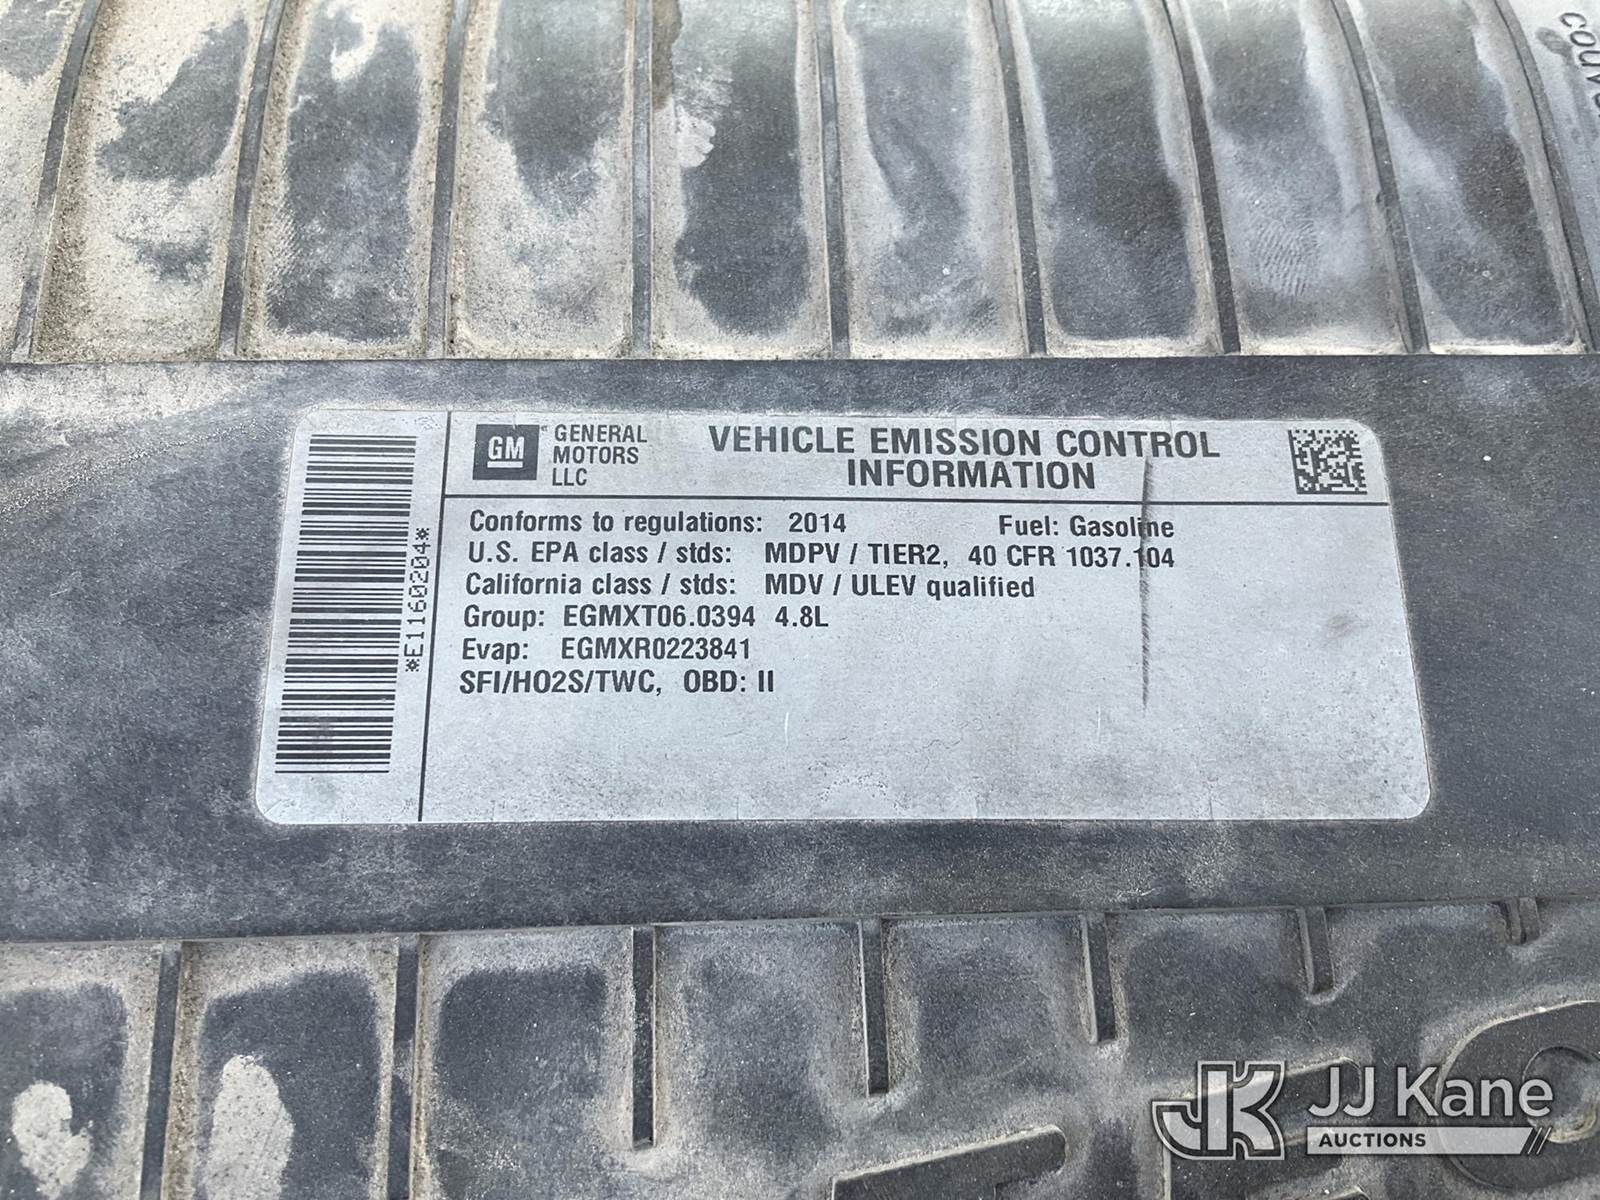 GM
GENERAL
MOTORS
LLC
VEHICLE EMISSION CONTROL
INFORMATION
Conforms to regulations: 2014 Fuel: Gasoline
U.S. EPA class / stds: MDPV / TIER2, 40 CFR 1037.104
California class / stds: MDV / ULEV qualified
Group: EGMXT06.0394 4.8L
Evap: EGMXR0223841
SFI/HO2S/TWC, OBD: II
*E1160204*
JK JJ Kane
AUCTIONS